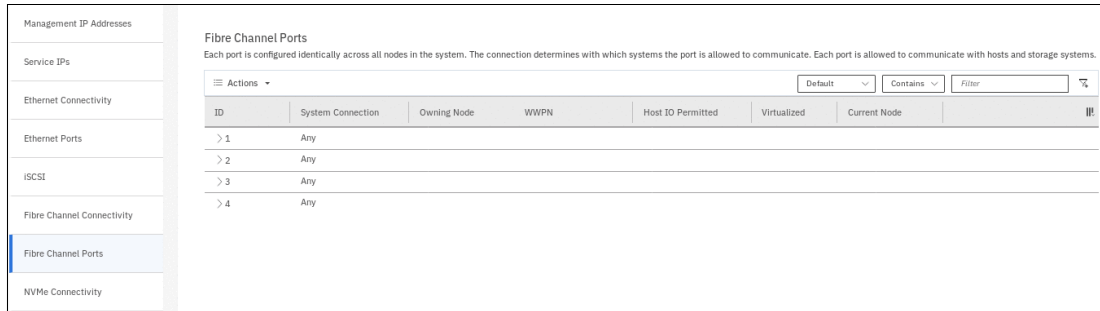 Management IP Addresses
Service IPs
Ethernet Connectivity
Ethernet Ports
iSCSI
Fibre Channel Connectivity
Fibre Channel Ports
NVMe Connectivity
Fibre Channel Ports
Each port is configured identically across all nodes in the system. The connection determines with which systems the port is allowed to communicate. Each port is allowed to communicate with hosts and storage systems.
Actions Default Contains Filter
ID System Connection Owning Node WWPN Host IO Permitted Virtualized Current Node
1 Any
2 Any
3 Any
4 Any